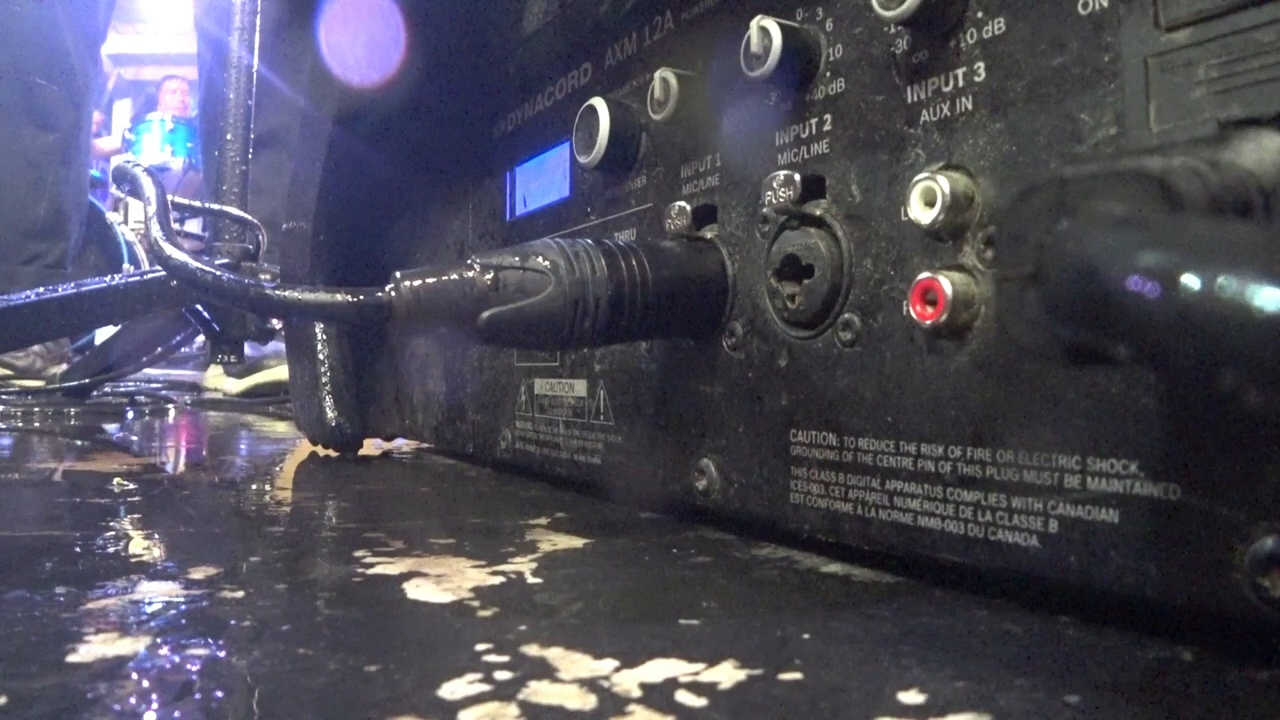 DYNACORD AXM 12A POWERED
ENTER
INPUT 1
MIC/LINE
PUSH
THRU
0 3
6
10
40 dB
INPUT 2
MIC/LINE
PUSH
∞
10 dB
INPUT 3
AUX IN
L
R
ON
CAUTION
CAUTION: TO REDUCE THE RISK OF FIRE OR ELECTRIC SHOCK,
GROUNDING OF THE CENTRE PIN OF THIS PLUG MUST BE MAINTAINED
THIS CLASS B DIGITAL APPARATUS COMPLIES WITH CANADIAN
ICES-003. CET APPAREIL NUMÉRIQUE DE LA CLASSE B
EST CONFORME À LA NORME NMB-003 DU CANADA.